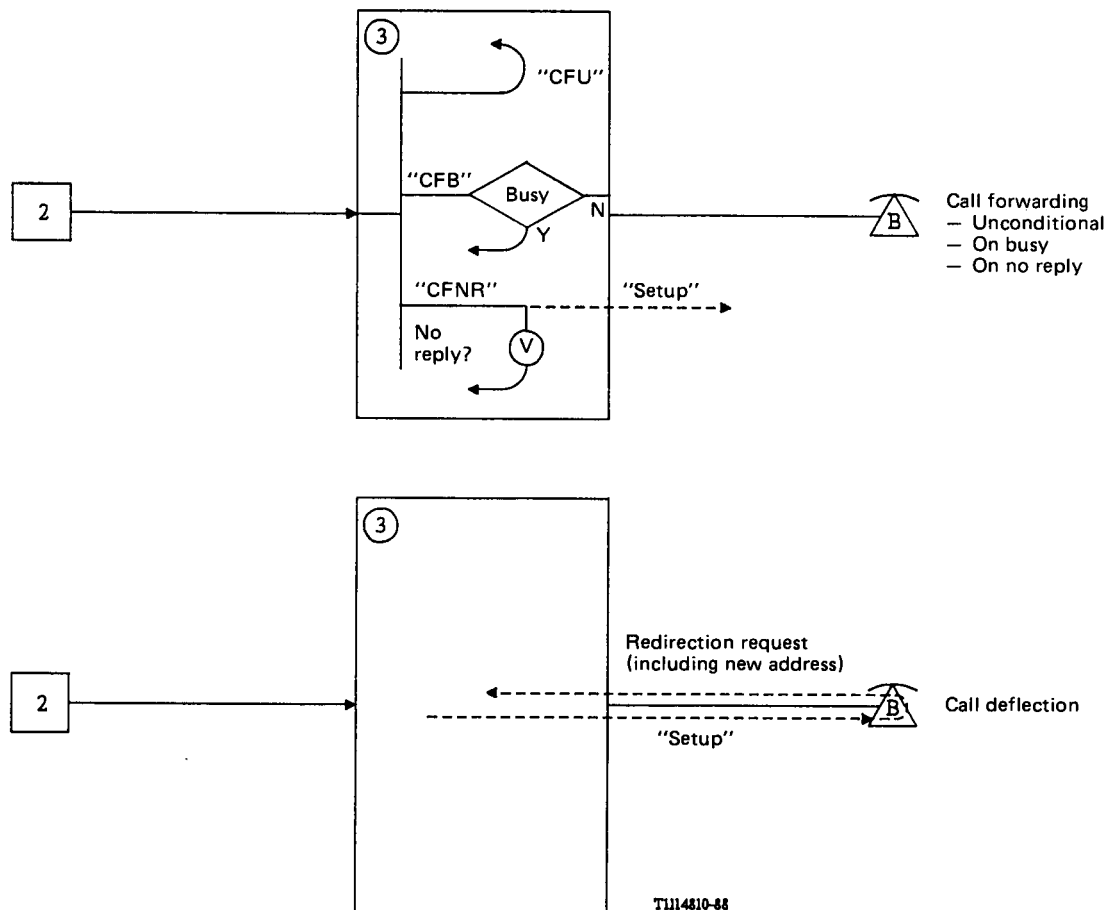 3
"CFU"
"CFB"
Busy
N
Y
2
B
Call forwarding
— Unconditional
— On busy
— On no reply
"CFNR"
"Setup"
No
reply?
V
3
Redirection request
(including new address)
2
B
Call deflection
"Setup"
T1114810-88